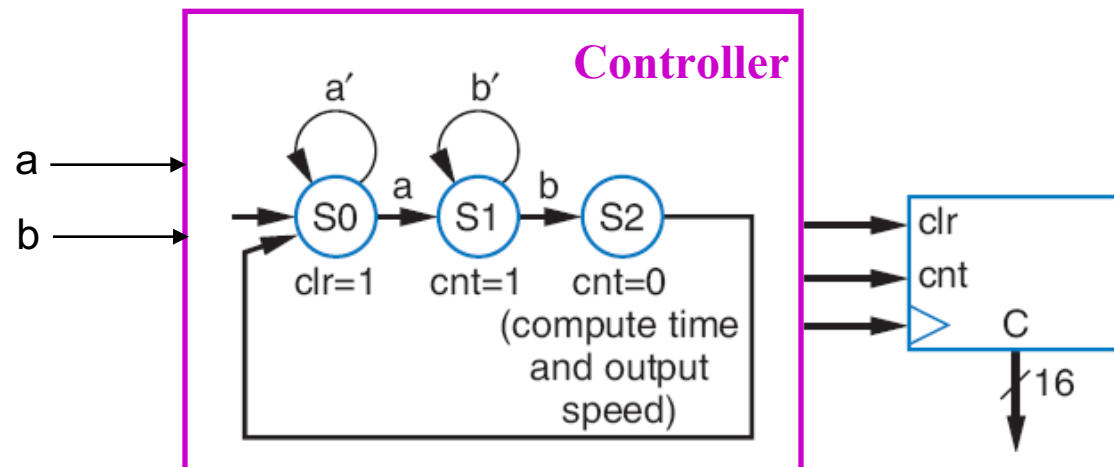 Controller
a′
b′
a
a
b
b
S0
S1
S2
clr=1
cnt=1
cnt=0
(compute time
and output
speed)
clr
cnt
C
16